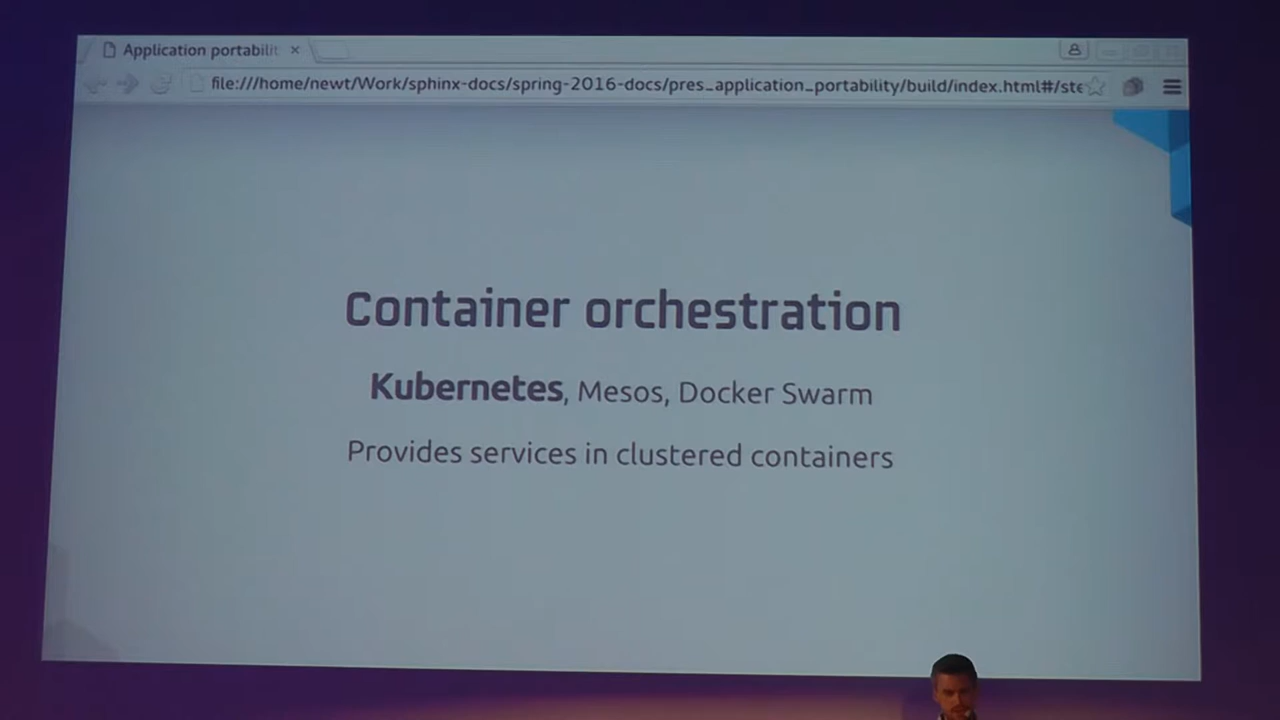 Application portabilit
file:///home/newt/Work/sphinx-docs/spring-2016-docs/pres_application_portability/build/index.html#/ste
Container orchestration
Kubernetes, Mesos, Docker Swarm
Provides services in clustered containers